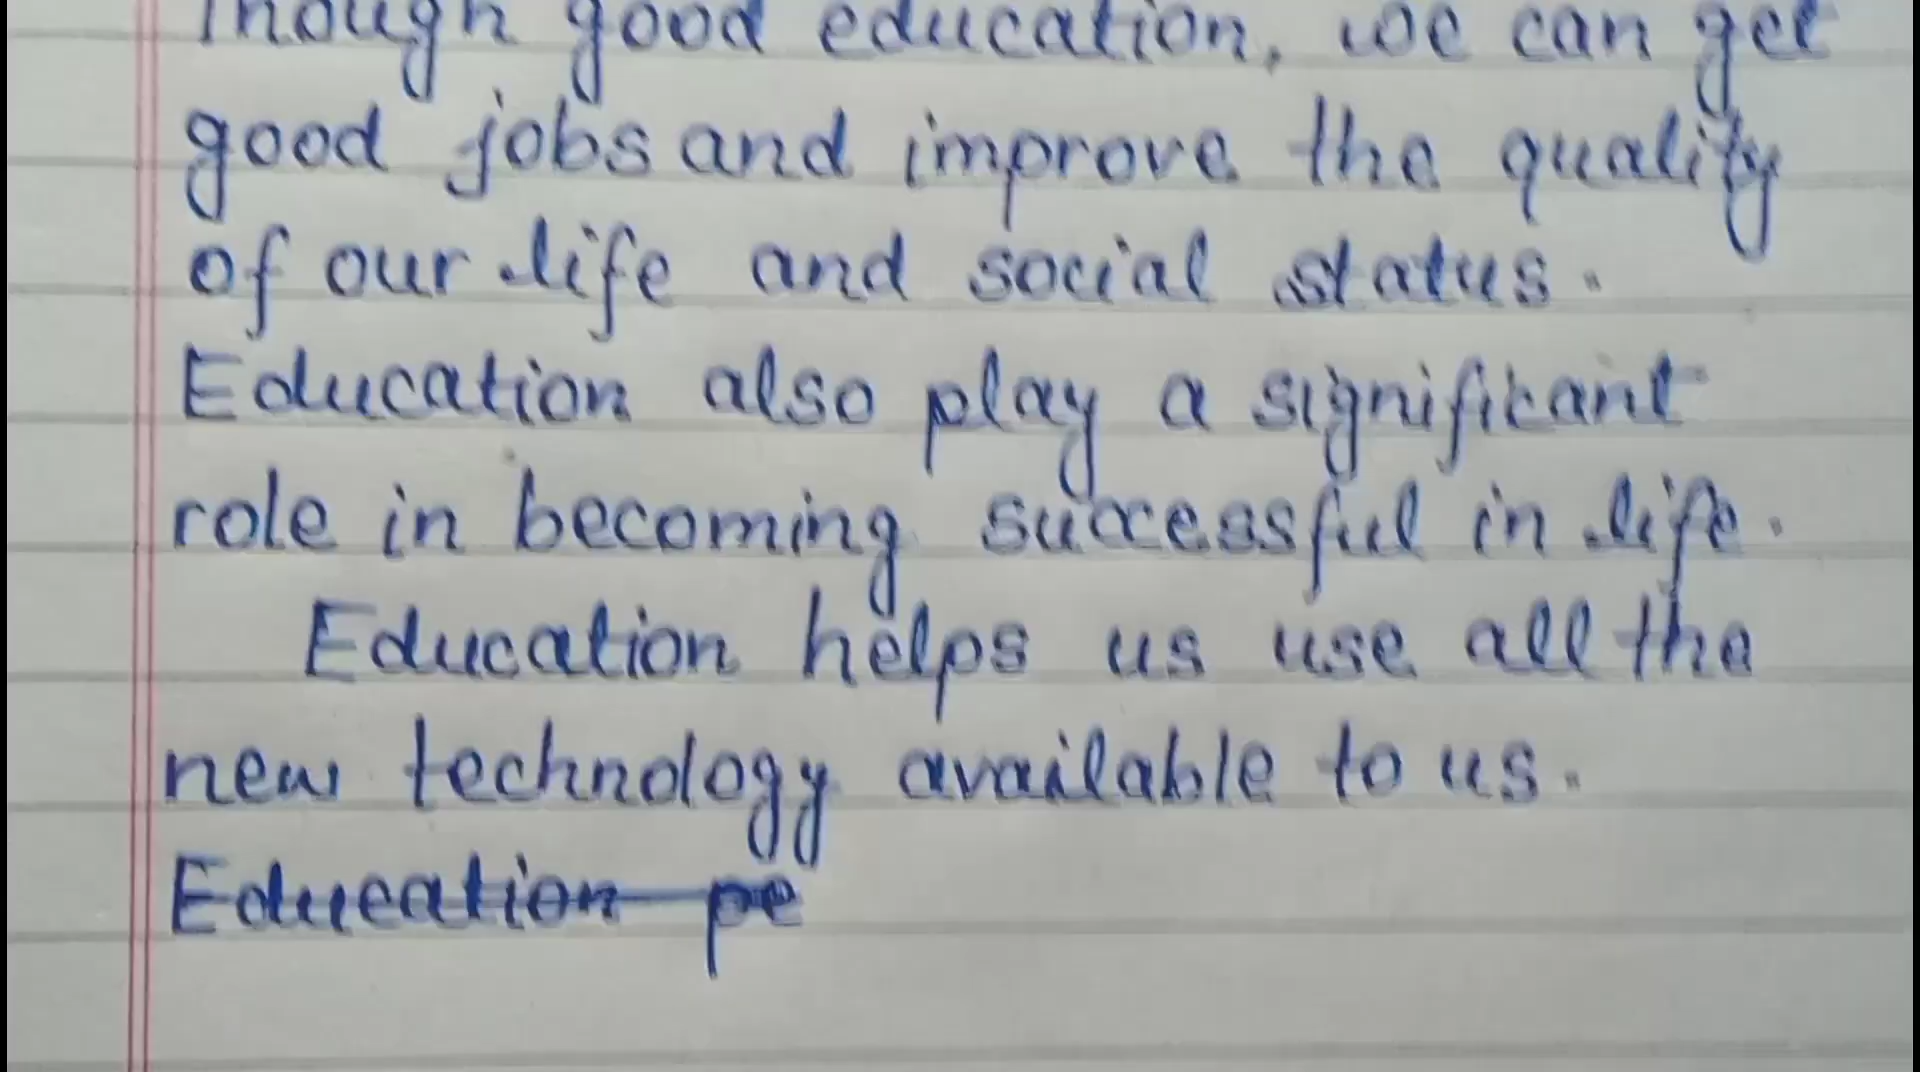 Though good education, we can get
good jobs and improve the quality
of our life and social status.
Education also play a significant
role in becoming successful in life.
Education helps us use all the
new technology available to us.
Education pe